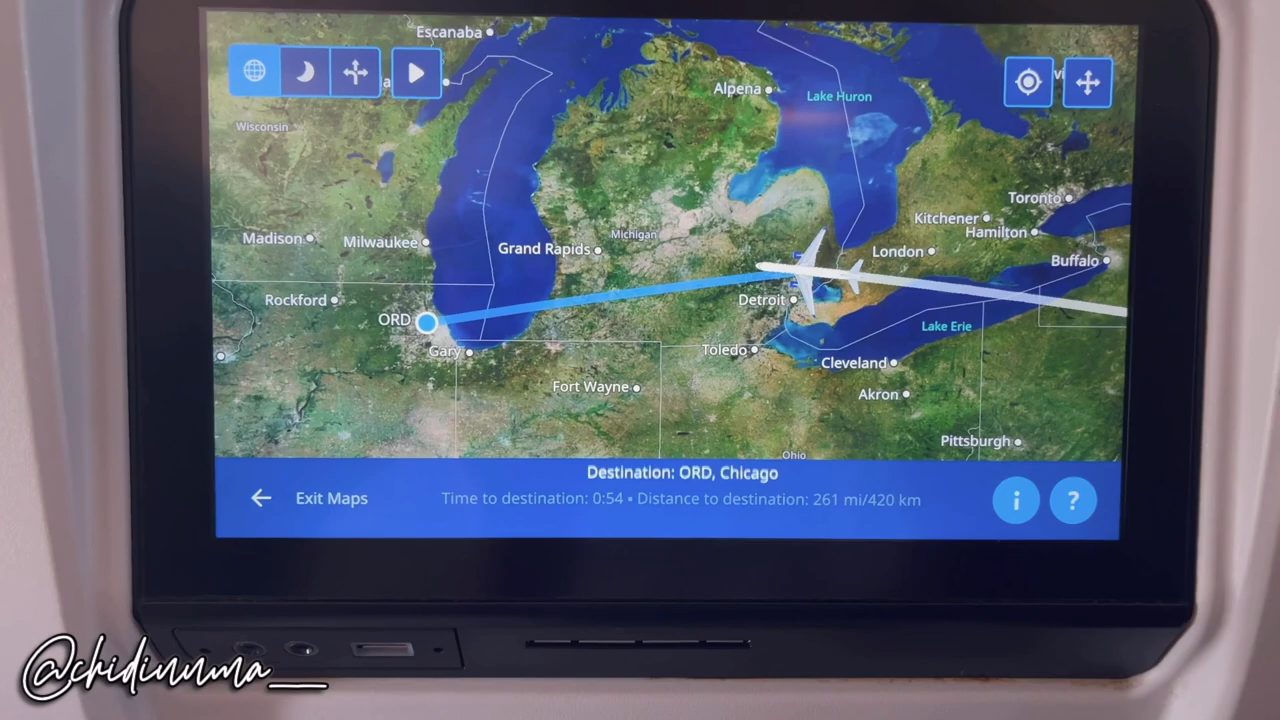 Escanaba
Wisconsin
Alpena
Lake Huron
Toronto
Kitchener
Hamilton
Madison
Milwaukee
Grand Rapids
Michigan
London
Buffalo
Rockford
ORD
Detroit
Lake Erie
Gary
Toledo
Cleveland
Fort Wayne
Akron
Pittsburgh
Ohio
Destination: ORD, Chicago
Exit Maps
Time to destination: 0:54 • Distance to destination: 261 mi/420 km
i
?
@chidinnma__